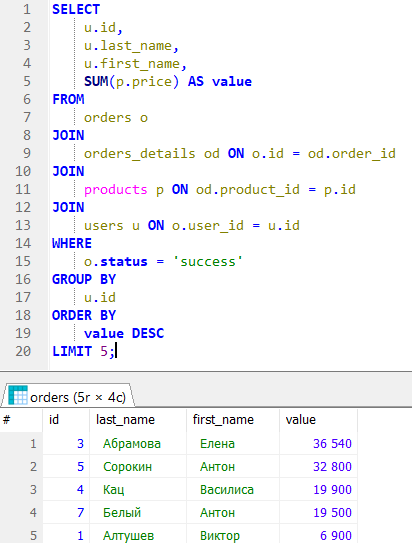 1 SELECT
2 u.id,
3 u.last_name,
4 u.first_name,
5 SUM(p.price) AS value
6 FROM
7 orders o
8 JOIN
9 orders_details od ON o.id = od.order_id
10 JOIN
11 products p ON od.product_id = p.id
12 JOIN
13 users u ON o.user_id = u.id
14 WHERE
15 o.status = 'success'
16 GROUP BY
17 u.id
18 ORDER BY
19 value DESC
20 LIMIT 5;
orders (5r × 4c)
# id last_name first_name value
1 3 Абрамова Елена 36 540
2 5 Сорокин Антон 32 800
3 4 Кац Василиса 19 900
4 7 Белый Антон 19 500
5 1 Алтушев Виктор 6 900